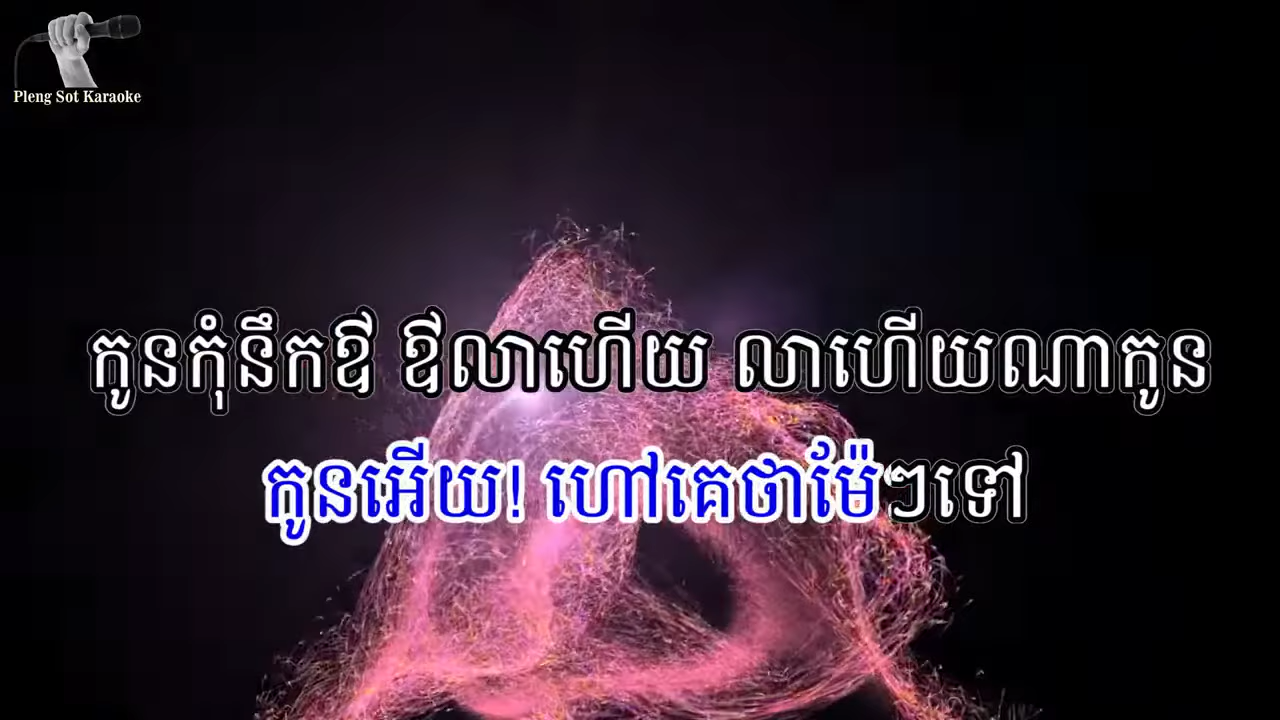 Pleng Sot Karaoke
កូនកុំនឹកឪ ឪលាហើយ លាហើយណាកូន
កូនអើយ! ហៅគេថាម៉ែៗទៅ